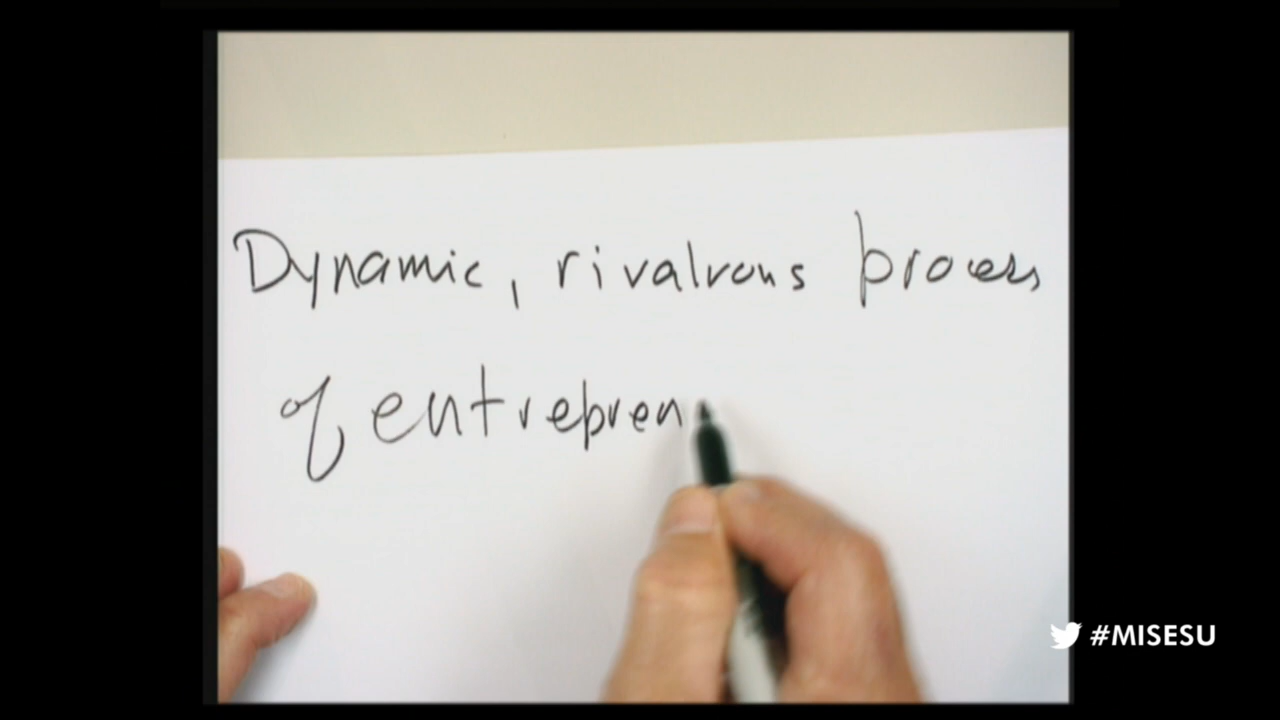 Dynamic, rivalrous process
of entrepren
#MISESU